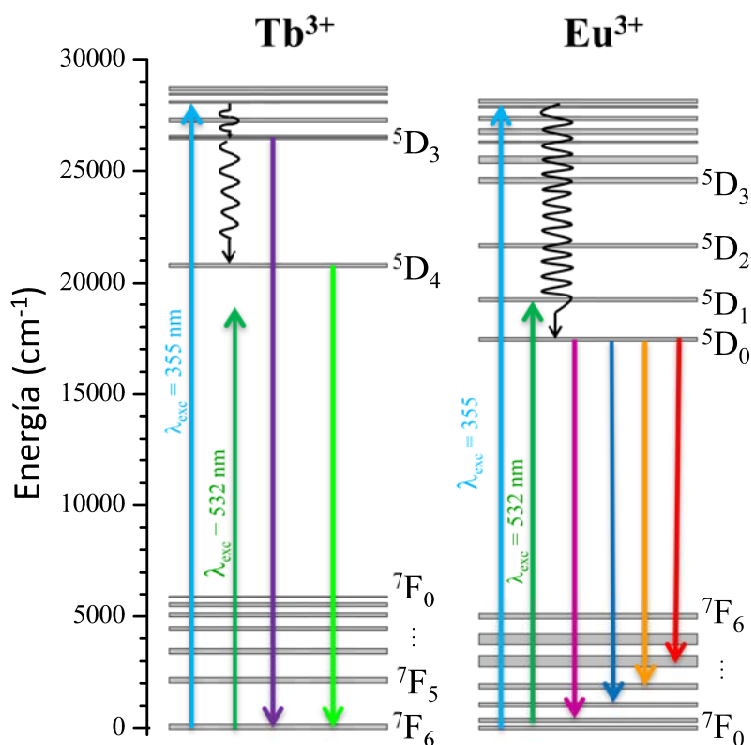 Tb³⁺
Eu³⁺
Energía (cm⁻¹)
30000
25000
20000
15000
10000
5000
0
λexc = 355 nm
λexc − 532 nm
⁵D₃
⁵D₄
⁷F₀
⋮
⁷F₅
⁷F₆
λexc = 355
λexc = 532 nm
⁵D₃
⁵D₂
⁵D₁
⁵D₀
⁷F₆
⋮
⁷F₀